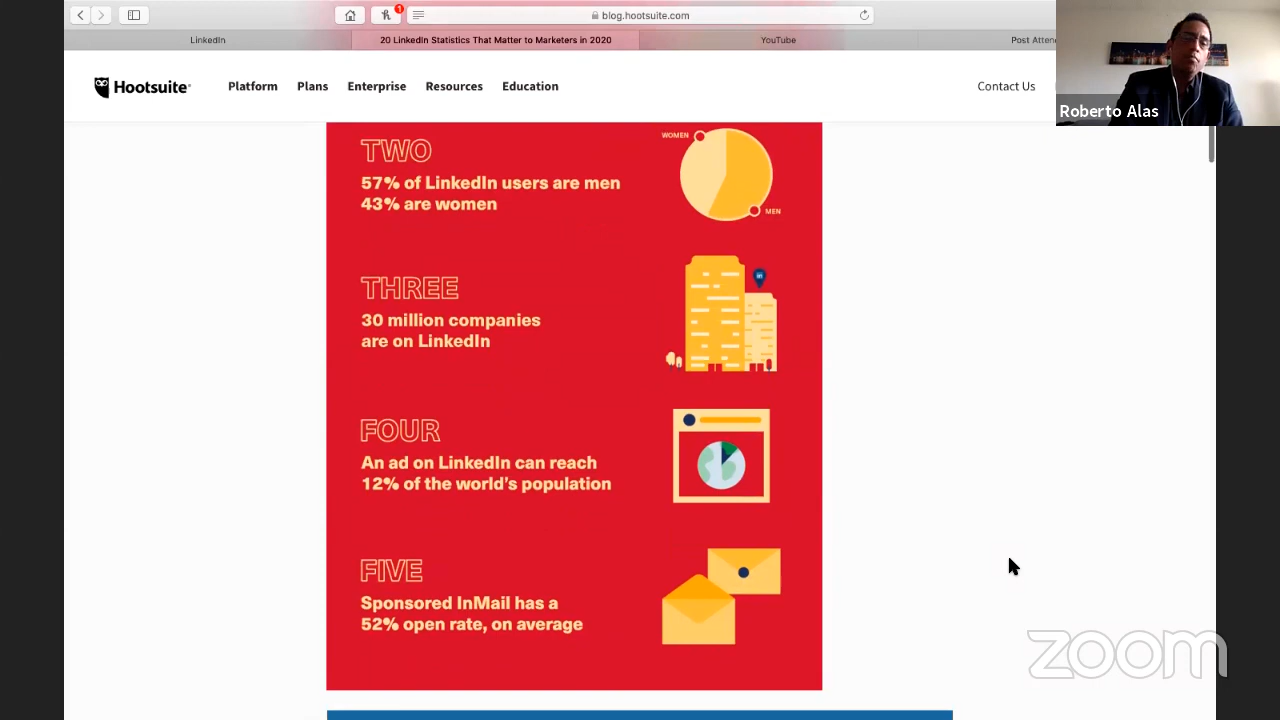 1
blog.hootsuite.com
LinkedIn
20 LinkedIn Statistics That Matter to Marketers in 2020
YouTube
Post Atten
Hootsuite
Platform
Plans
Enterprise
Resources
Education
Contact Us
Roberto Alas
TWO
57% of LinkedIn users are men
43% are women
WOMEN
MEN
THREE
30 million companies
are on LinkedIn
in
FOUR
An ad on LinkedIn can reach
12% of the world's population
FIVE
Sponsored InMail has a
52% open rate, on average
zoom